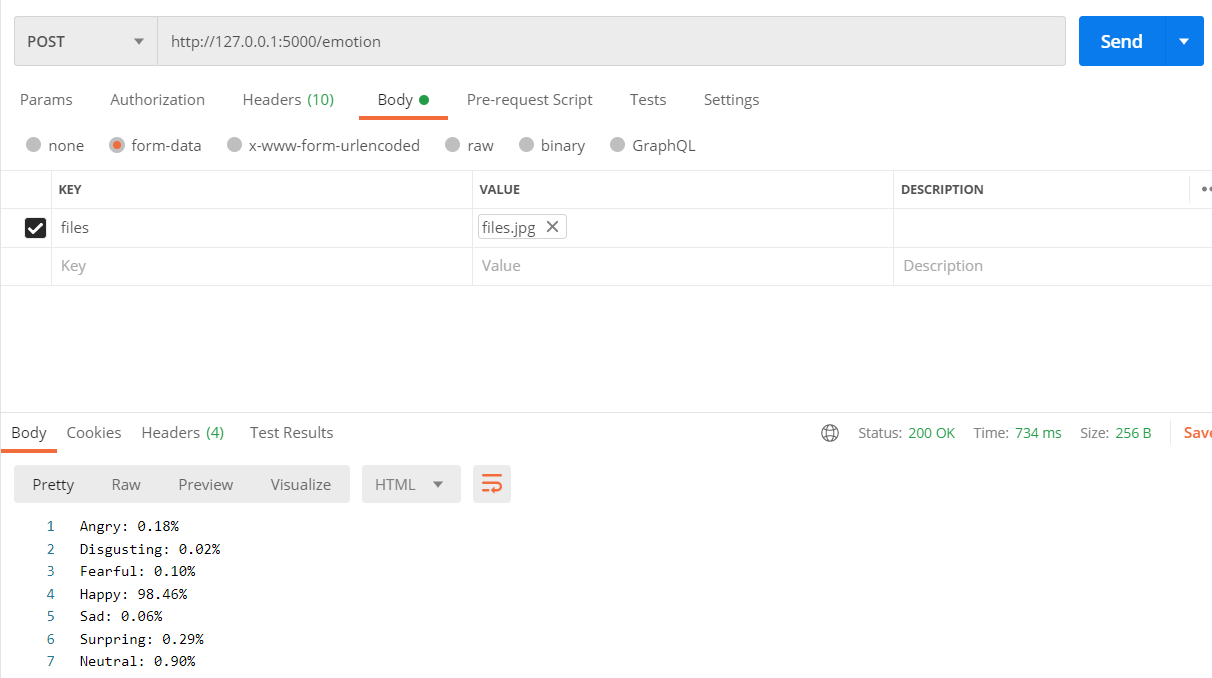 POST http://127.0.0.1:5000/emotion Send
Params Authorization Headers (10) Body Pre-request Script Tests Settings
none form-data x-www-form-urlencoded raw binary GraphQL
KEY VALUE DESCRIPTION
files files.jpg
Key Value Description
Body Cookies Headers (4) Test Results Status: 200 OK Time: 734 ms Size: 256 B Save
Pretty Raw Preview Visualize HTML
1 Angry: 0.18%
2 Disgusting: 0.02%
3 Fearful: 0.10%
4 Happy: 98.46%
5 Sad: 0.06%
6 Surpring: 0.29%
7 Neutral: 0.90%